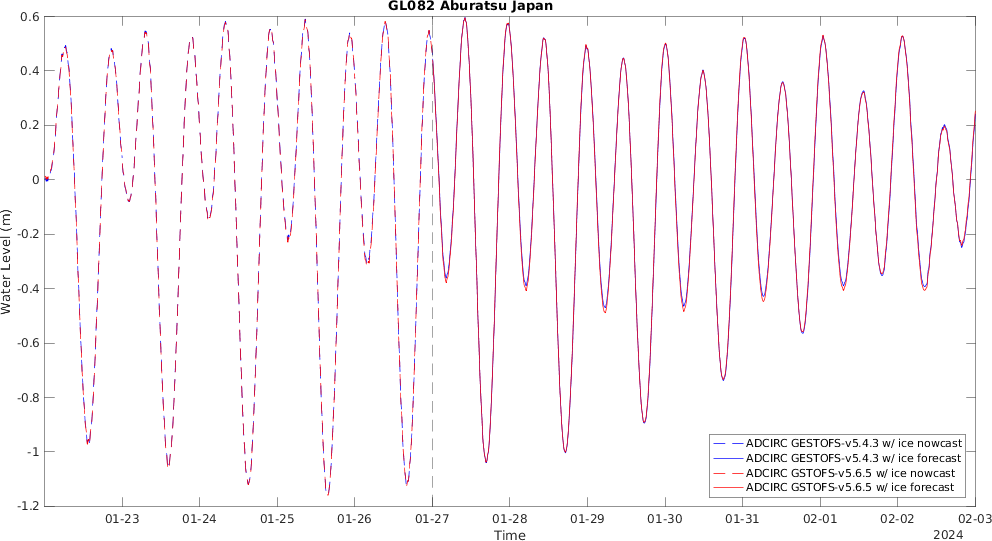 GL082 Aburatsu Japan
0.6
0.4
0.2
0
-0.2
-0.4
-0.6
-0.8
-1
-1.2
Water Level (m)
ADCIRC GESTOFS-v5.4.3 w/ ice nowcast
ADCIRC GESTOFS-v5.4.3 w/ ice forecast
ADCIRC GSTOFS-v5.6.5 w/ ice nowcast
ADCIRC GSTOFS-v5.6.5 w/ ice forecast
01-23 01-24 01-25 01-26 01-27 01-28 01-29 01-30 01-31 02-01 02-02 02-03
Time
2024